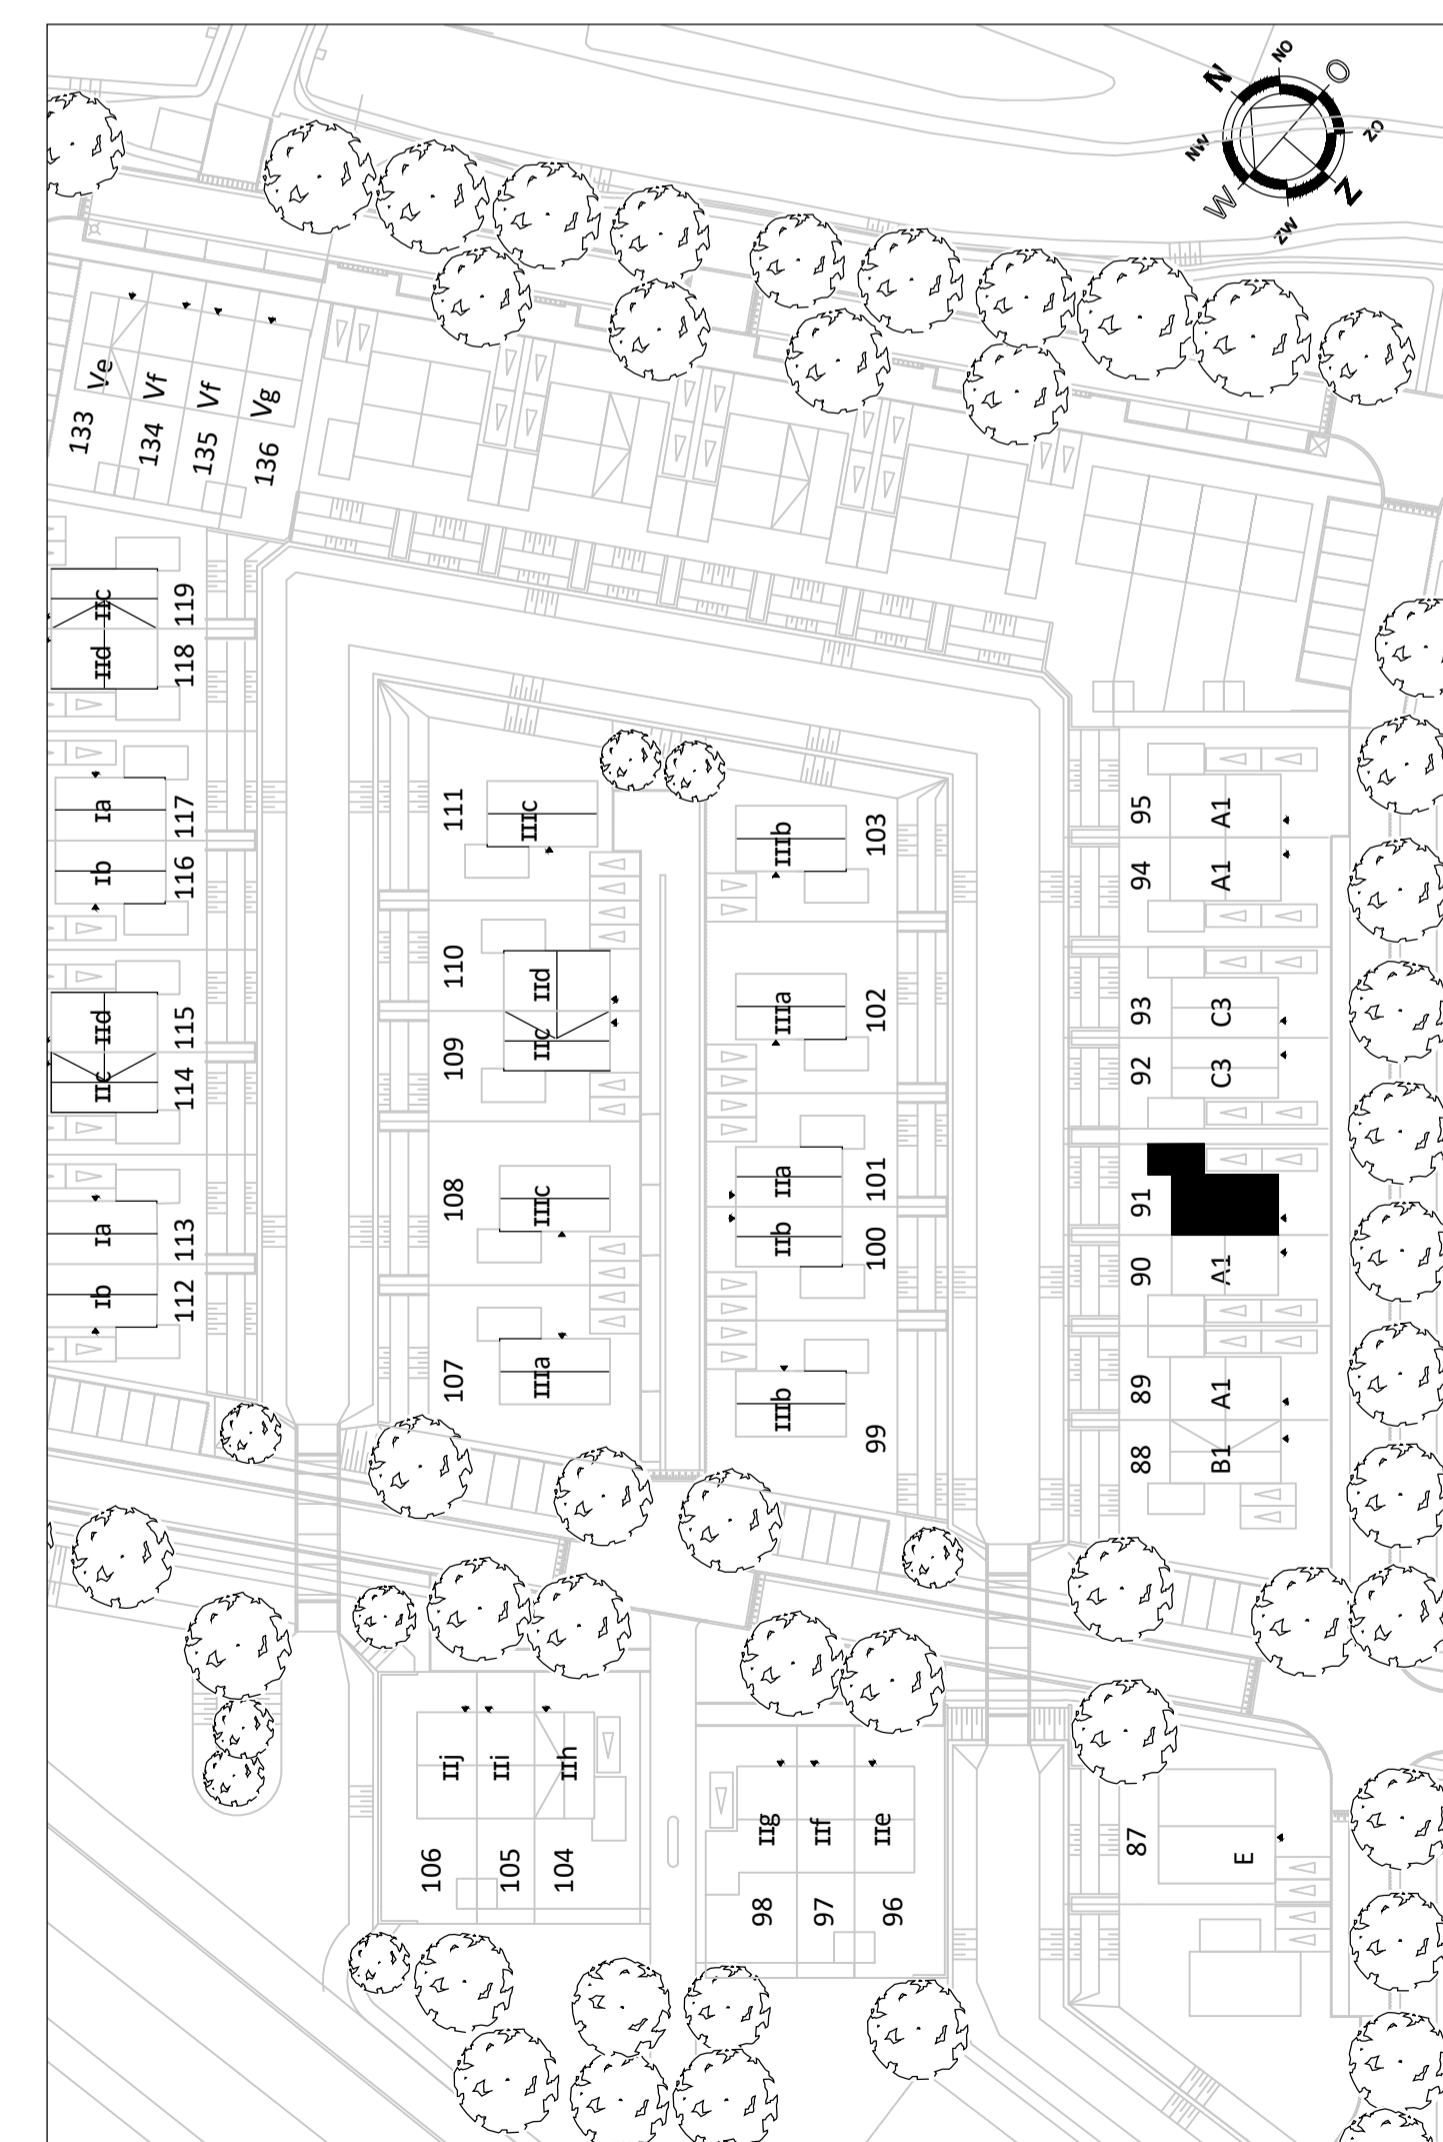 N
NO
O
ZO
Z
ZW
W
NW
133
Ve
134
Vf
135
Vf
136
Vg
IIc
119
IId
118
Ia
117
Ib
116
IId
115
IIc
114
Ia
113
Ib
112
111
IIIc
110
IId
109
IIc
108
IIIc
107
IIIa
IIIb
103
IIIa
102
IIa
101
IIb
100
IIIb
99
95
A1
94
A1
93
C3
92
C3
91
90
A1
89
A1
88
B1
87
E
IIj
106
IIi
105
IIh
104
IIg
98
IIf
97
IIe
96